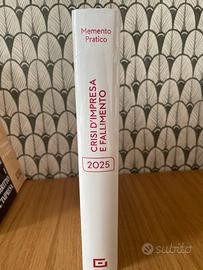 Memento
Pratico
CRISI D'IMPRESA
E FALLIMENTO
2025
subito